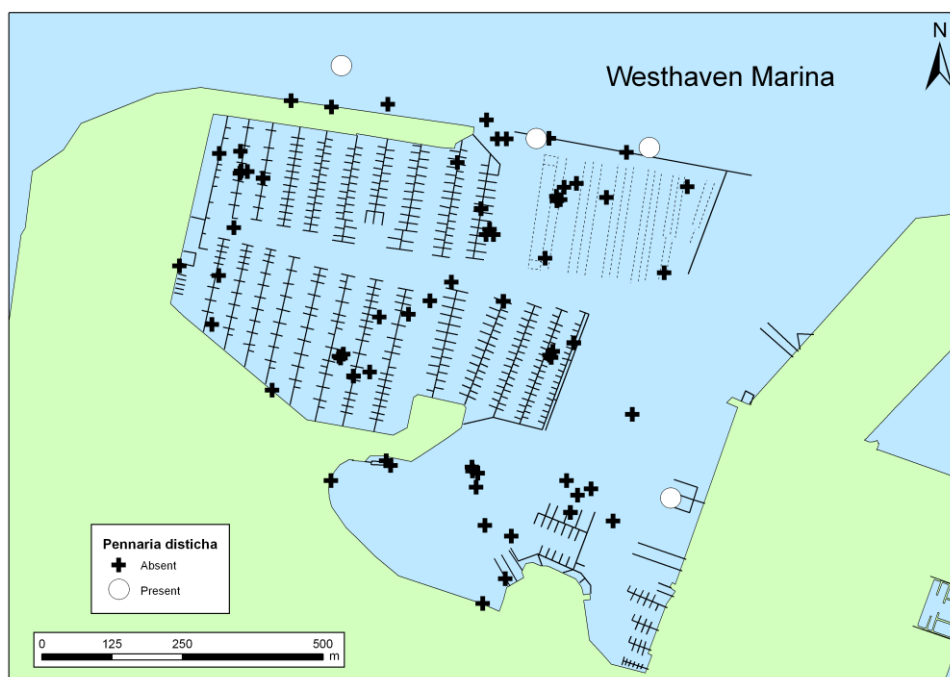 Westhaven Marina
N
Pennaria disticha
Absent
Present
0 125 250 500
m